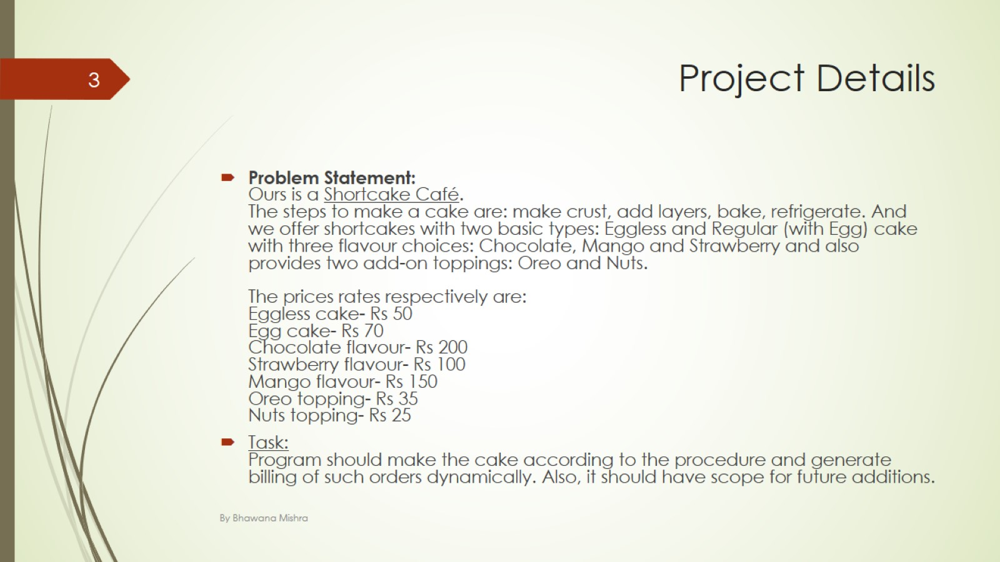 3
Project Details
Problem Statement:
Ours is a Shortcake Café.
The steps to make a cake are: make crust, add layers, bake, refrigerate. And
we offer shortcakes with two basic types: Eggless and Regular (with Egg) cake
with three flavour choices: Chocolate, Mango and Strawberry and also
provides two add-on toppings: Oreo and Nuts.
The prices rates respectively are:
Eggless cake- Rs 50
Egg cake- Rs 70
Chocolate flavour- Rs 200
Strawberry flavour- Rs 100
Mango flavour- Rs 150
Oreo topping- Rs 35
Nuts topping- Rs 25
Task:
Program should make the cake according to the procedure and generate
billing of such orders dynamically. Also, it should have scope for future additions.
By Bhawana Mishra